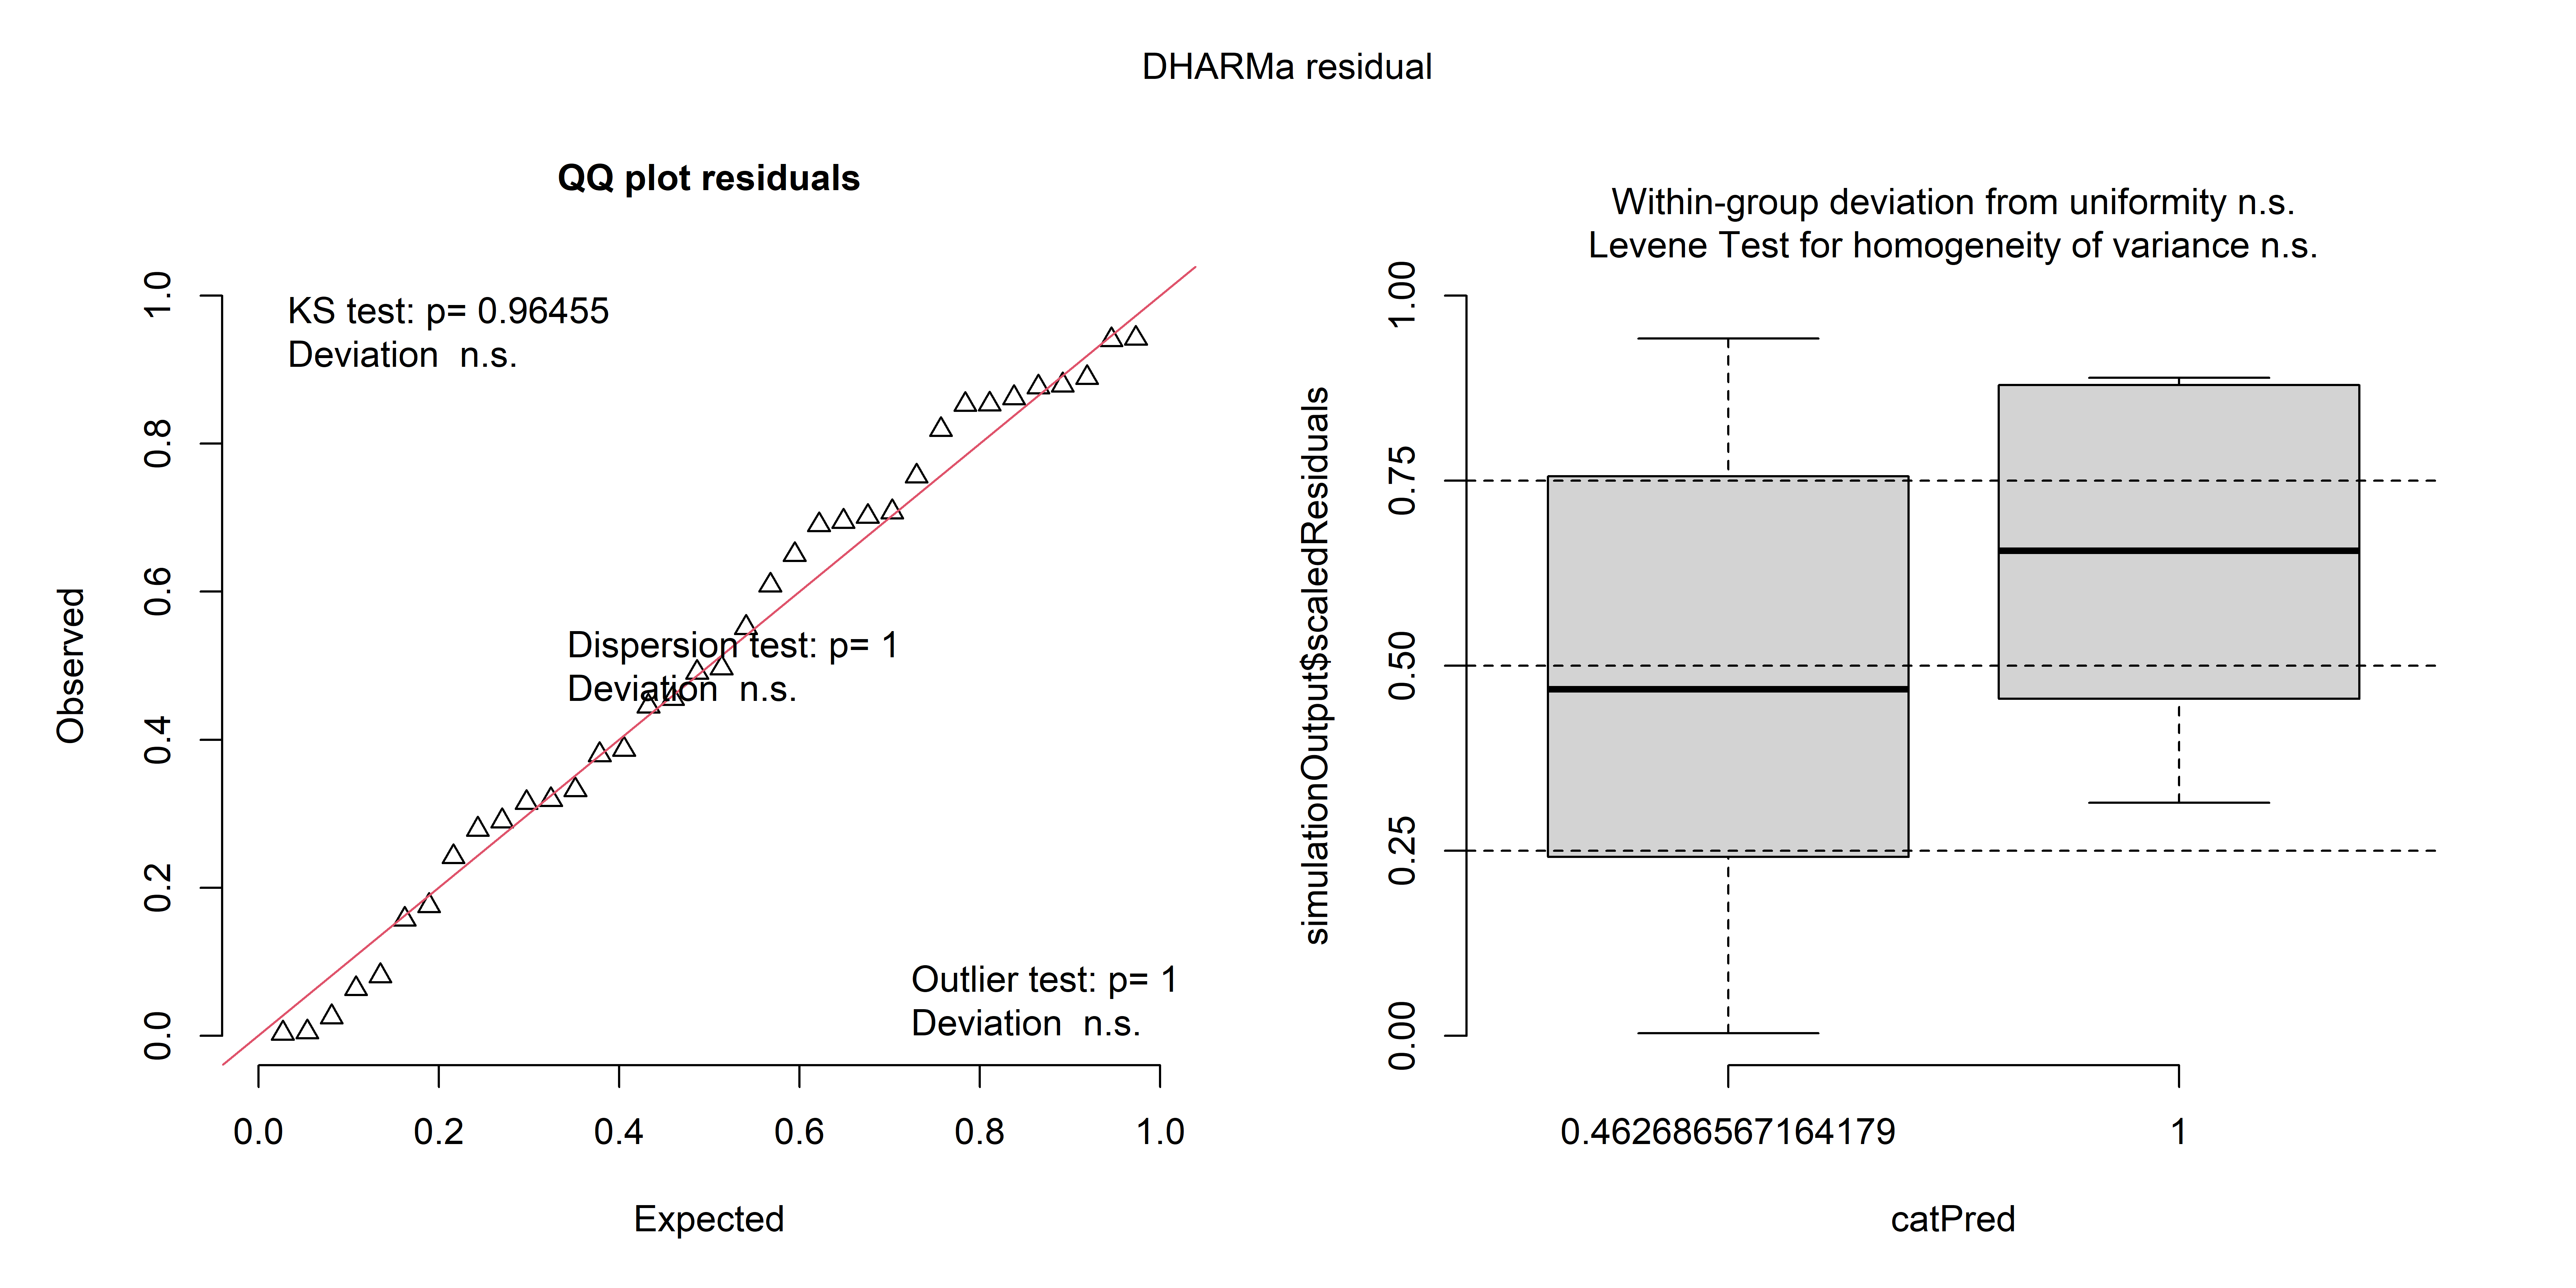 DHARMa residual
QQ plot residuals
KS test: p= 0.96455
Deviation  n.s.
Dispersion test: p= 1
Deviation  n.s.
Outlier test: p= 1
Deviation  n.s.
Observed
0.0
0.2
0.4
0.6
0.8
1.0
0.0
0.2
0.4
0.6
0.8
1.0
Expected
Within-group deviation from uniformity n.s.
Levene Test for homogeneity of variance n.s.
simulationOutput$scaledResiduals
0.00
0.25
0.50
0.75
1.00
0.462686567164179
1
catPred